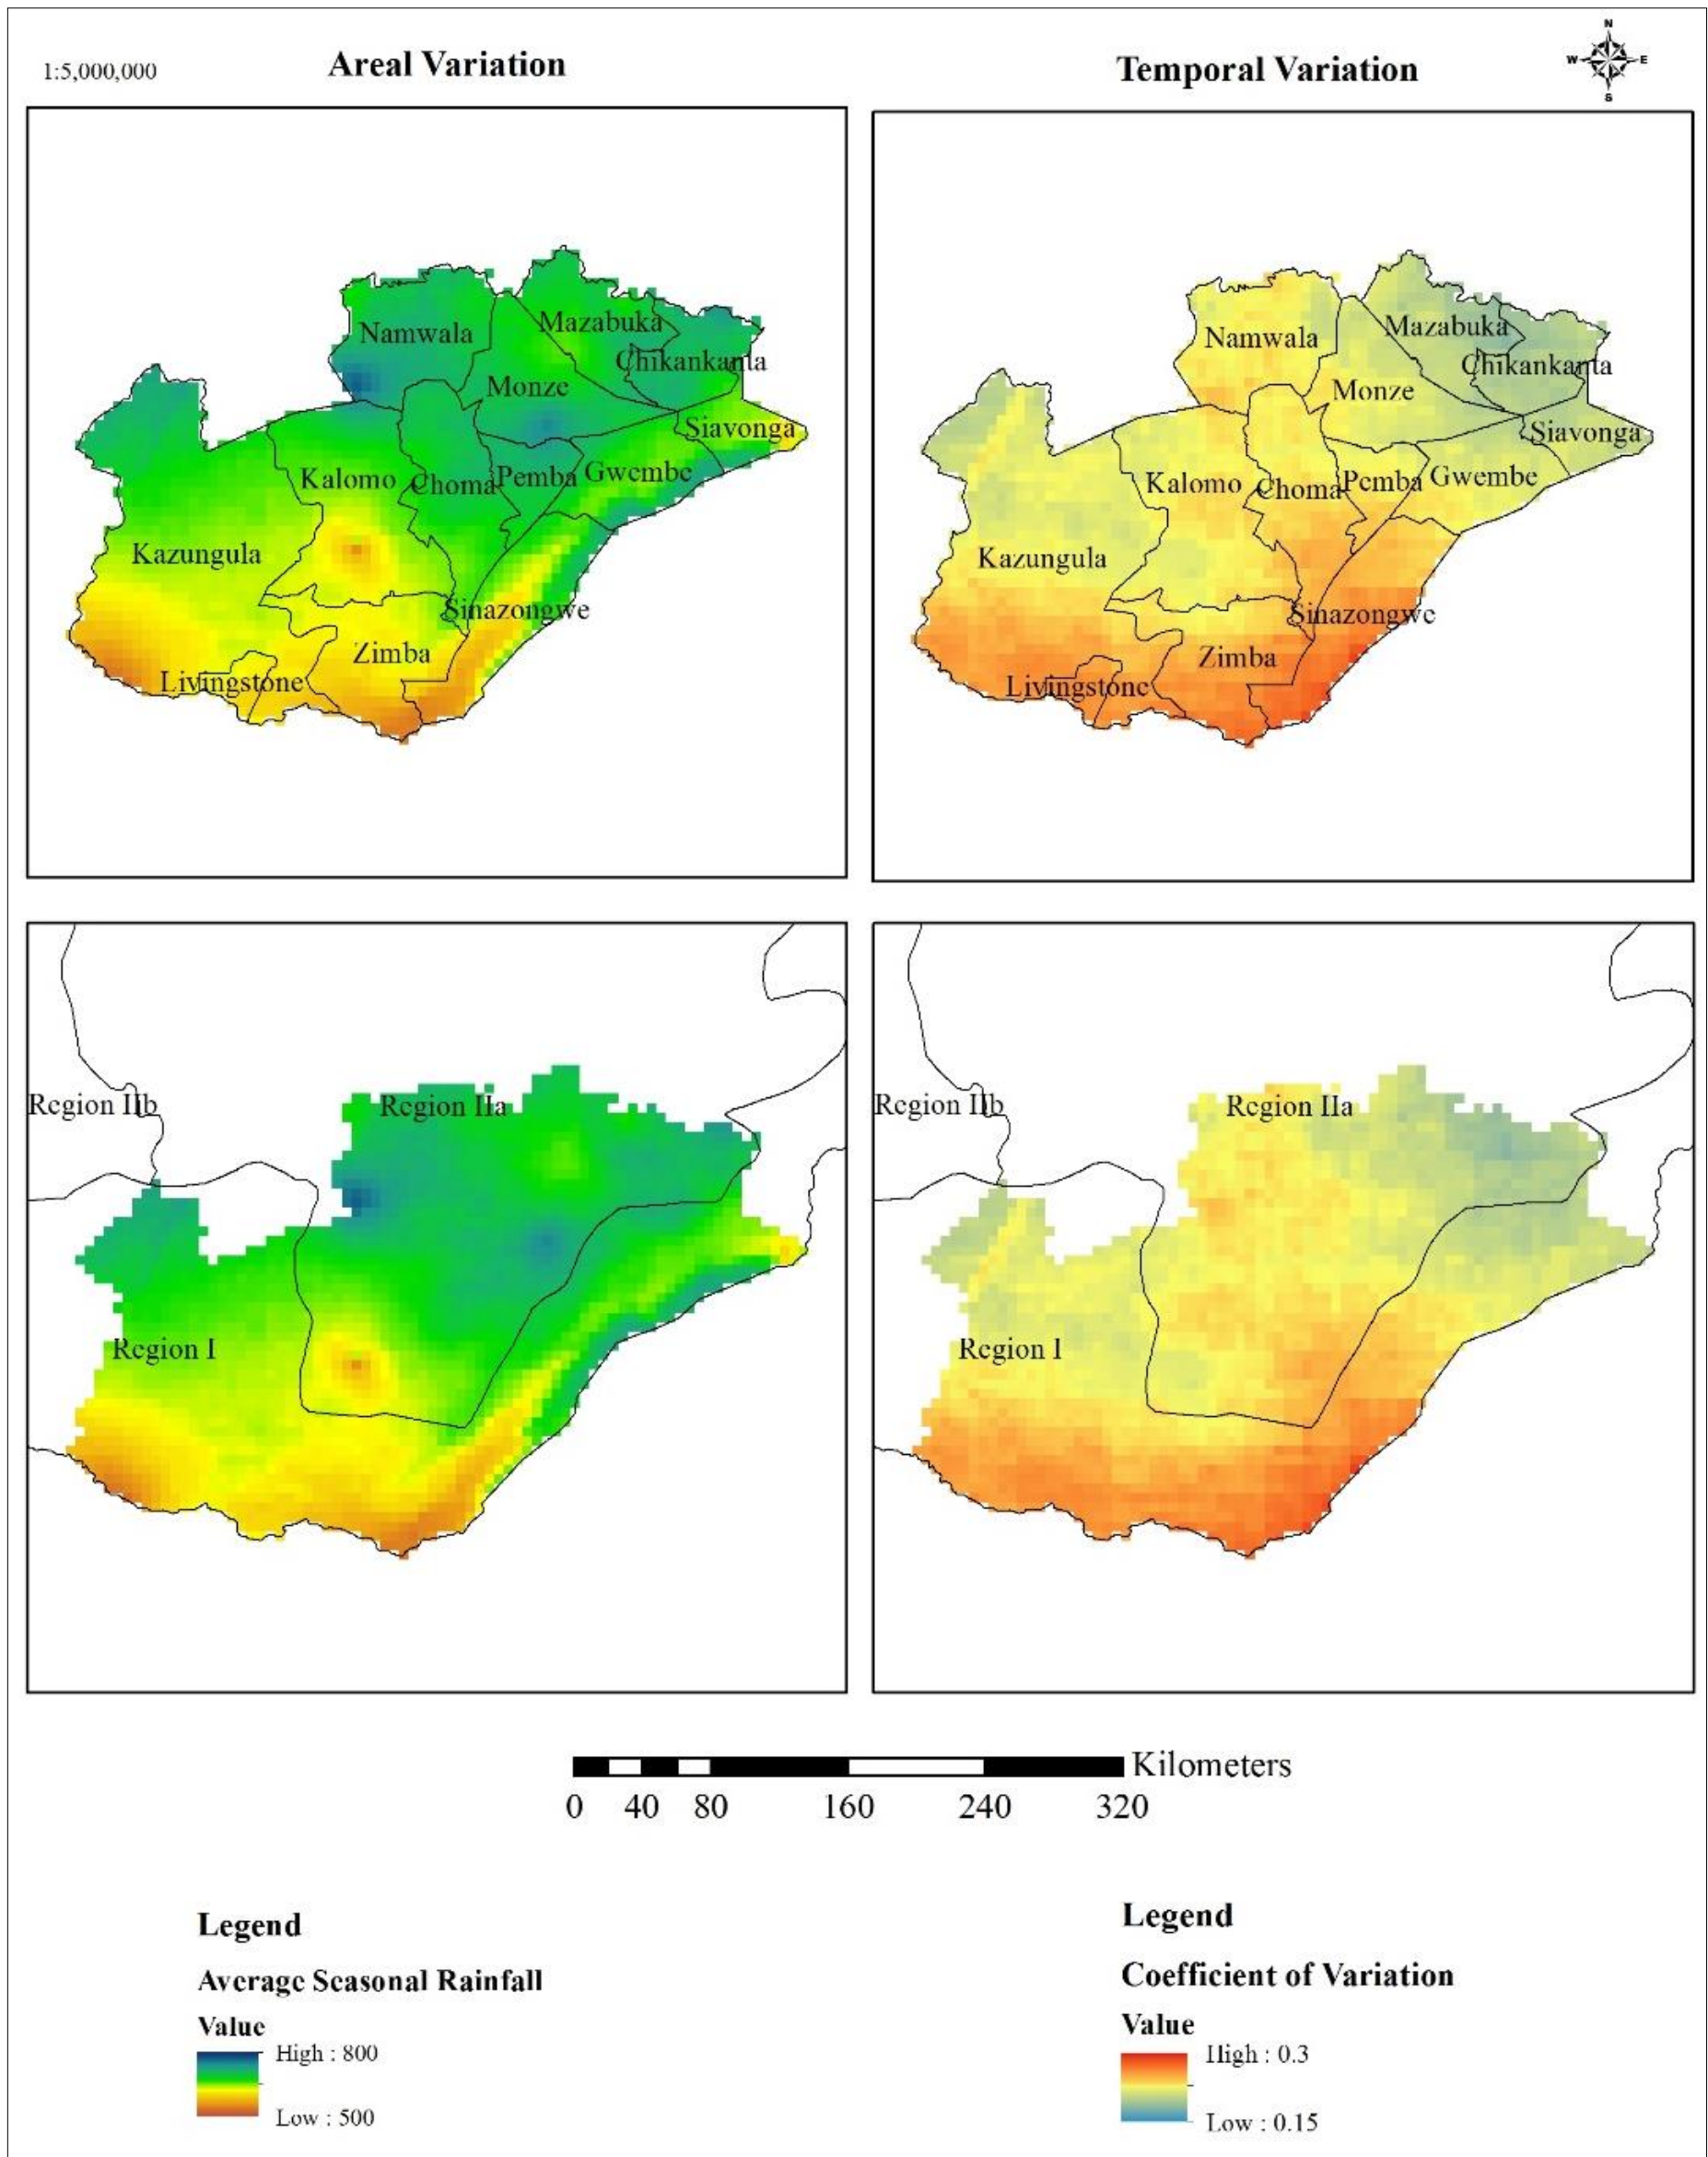 1:5,000,000
Areal Variation
Temporal Variation
N
W
E
S
Namwala
Mazabuka
Chikankanta
Monze
Siavonga
Kalomo
Choma
Pemba
Gwembe
Kazungula
Sinazongwe
Zimba
Livingstone
Namwala
Mazabuka
Chikankanta
Monze
Siavonga
Kalomo
Choma
Pemba
Gwembe
Kazungula
Sinazongwe
Zimba
Livingstone
Region IIb
Region IIa
Region I
Region IIb
Region IIa
Region I
Kilometers
0 40 80 160 240 320
Legend
Average Seasonal Rainfall
Value
High : 800
Low : 500
Legend
Coefficient of Variation
Value
High : 0.3
Low : 0.15